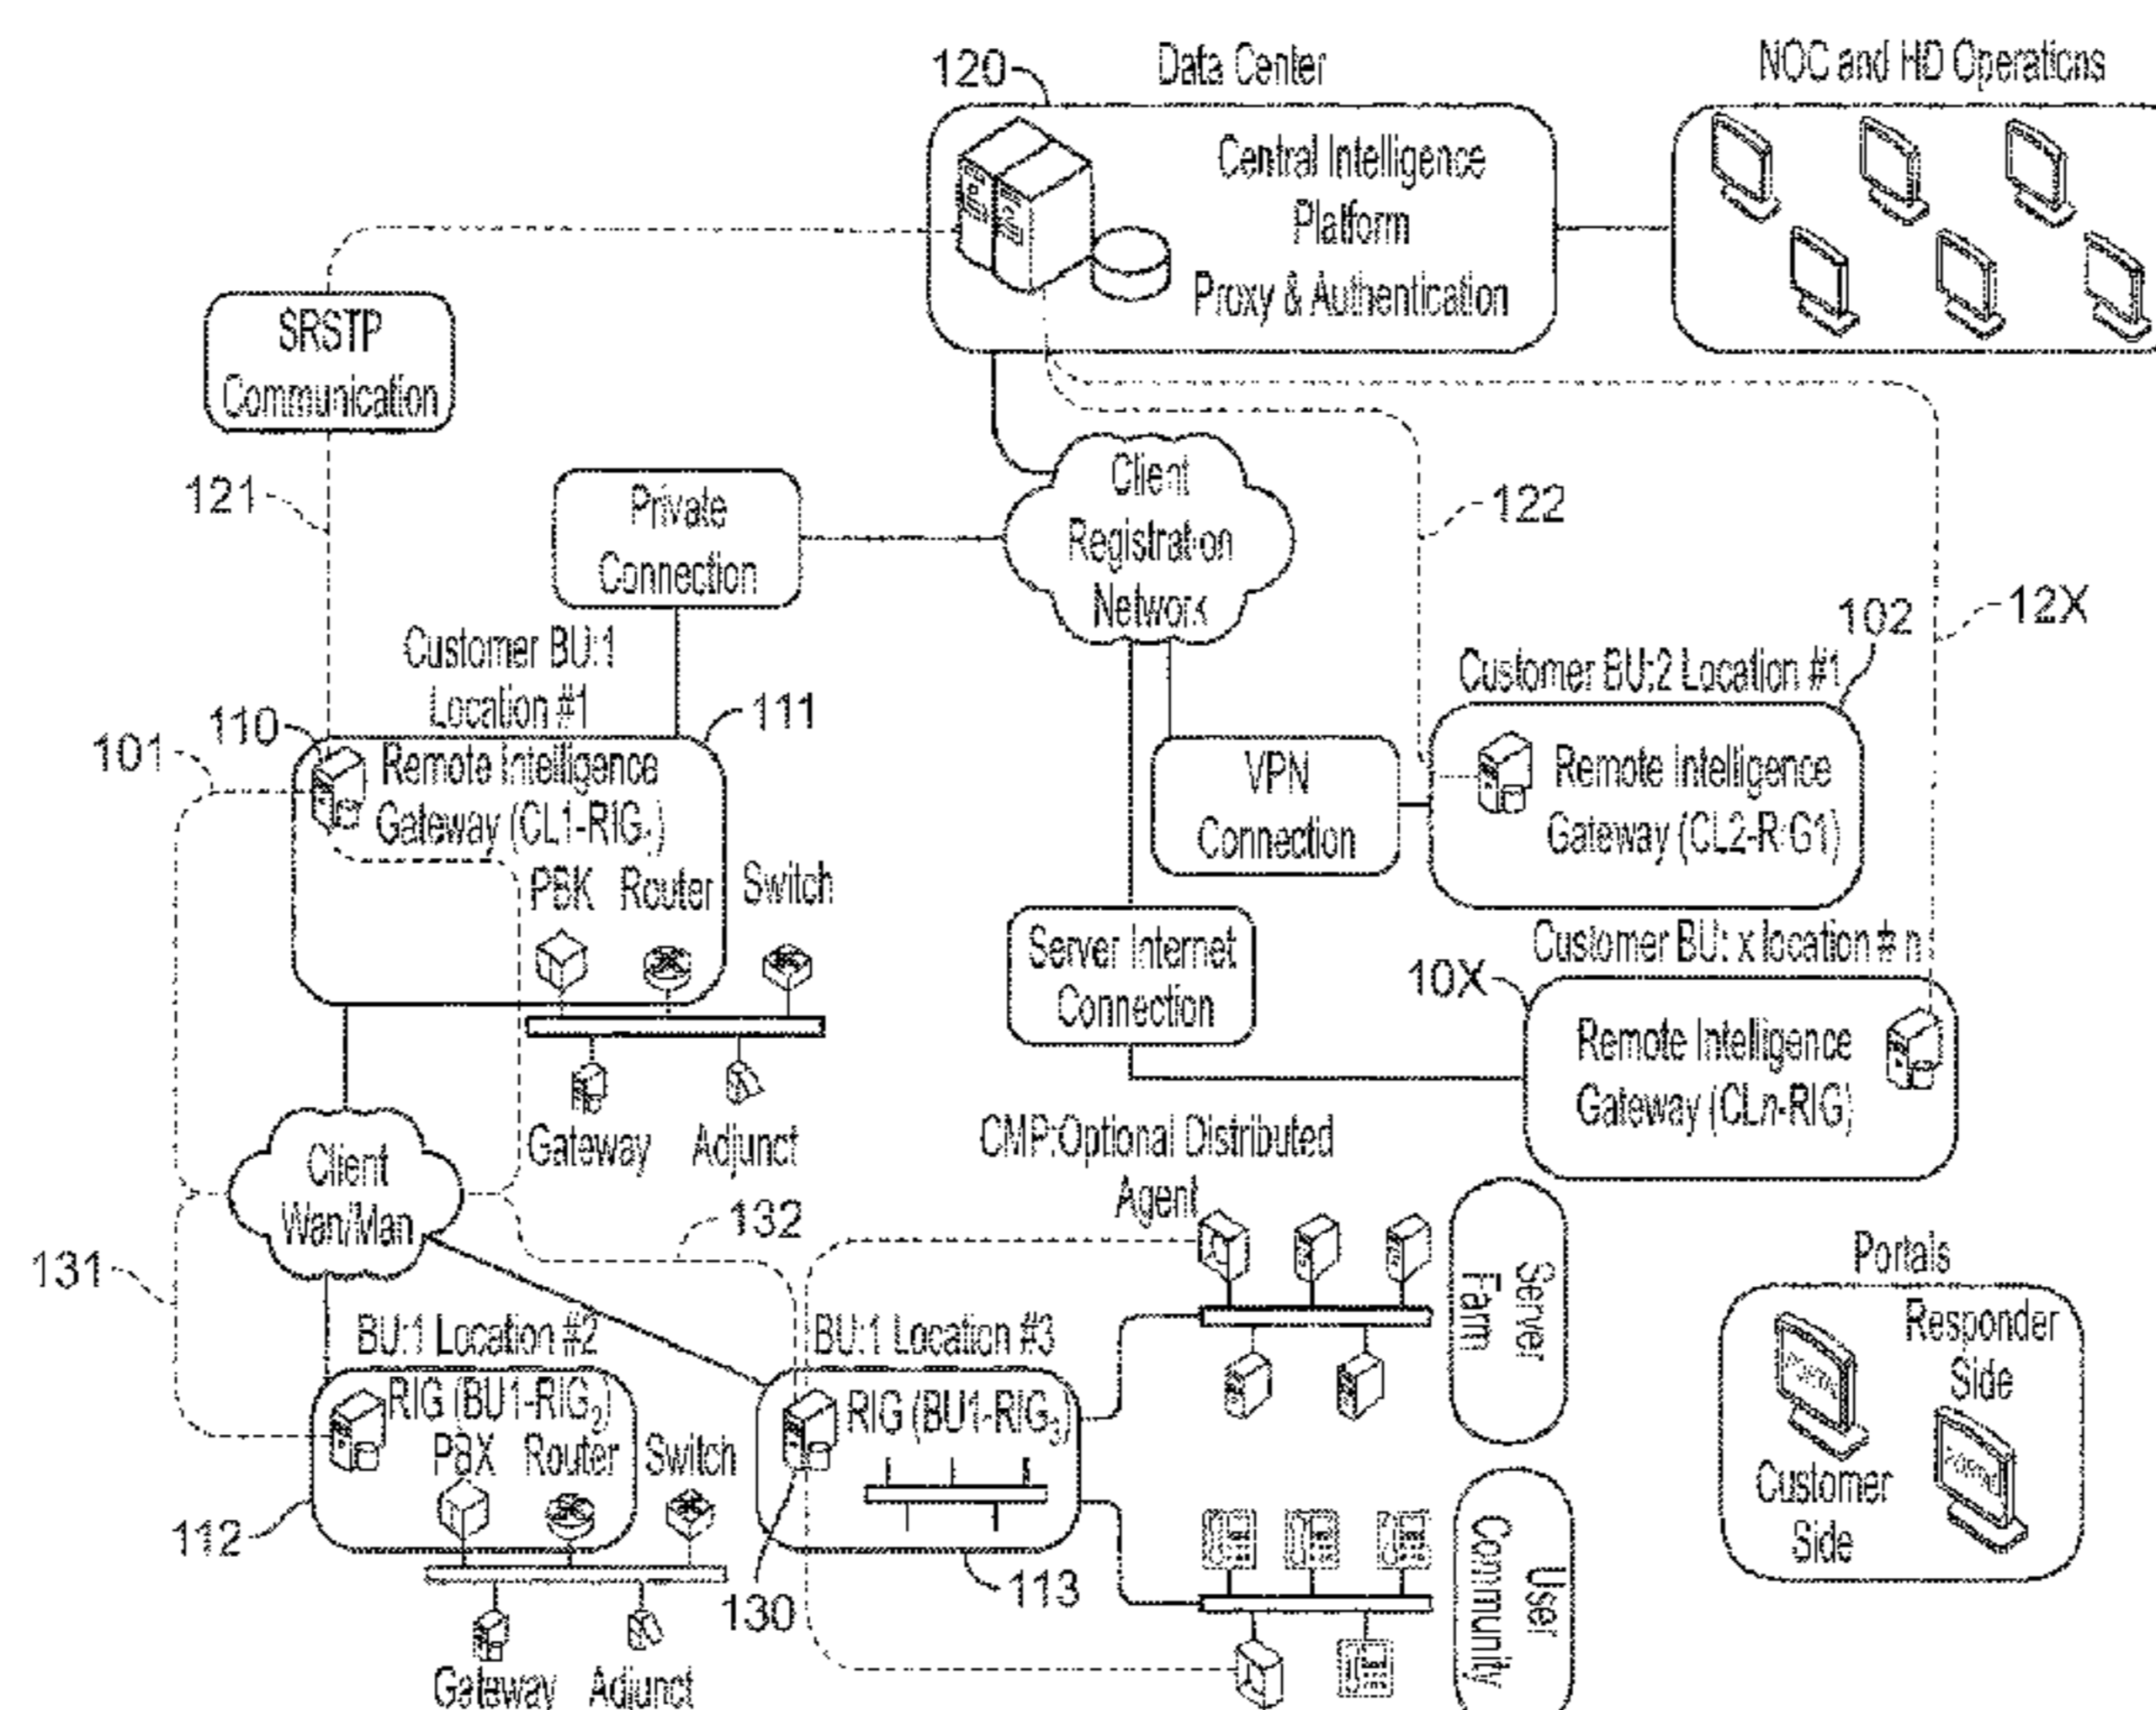 120
Data Center
NOC and HD Operations
Central Intelligence
Platform
Proxy & Authentication
SRSTP
Communication
121
Private
Connection
Client
Registration
Network
122
12X
102
Customer BU:1
Location #1
110
111
101
Remote Intelligence
Gateway (CL1-RIG1)
PBK Router Switch
Gateway Adjunct
Customer BU:2 Location #1
VPN
Connection
Remote Intelligence
Gateway (CL2-RIG1)
Server Internet
Connection
Customer BU: x location # n
10X
Remote Intelligence
Gateway (CLn-RIG)
Client
Wan/Man
131
132
CMP:Optional Distributed
Agent
Server
Farm
BU:1 Location #2
RIG (BU1-RIG2)
PBX Router Switch
112
Gateway Adjunct
BU:1 Location #3
RIG (BU1-RIG3)
130
113
User
Community
Portals
Responder
Side
PORTAL
PORTAL
Customer
Side